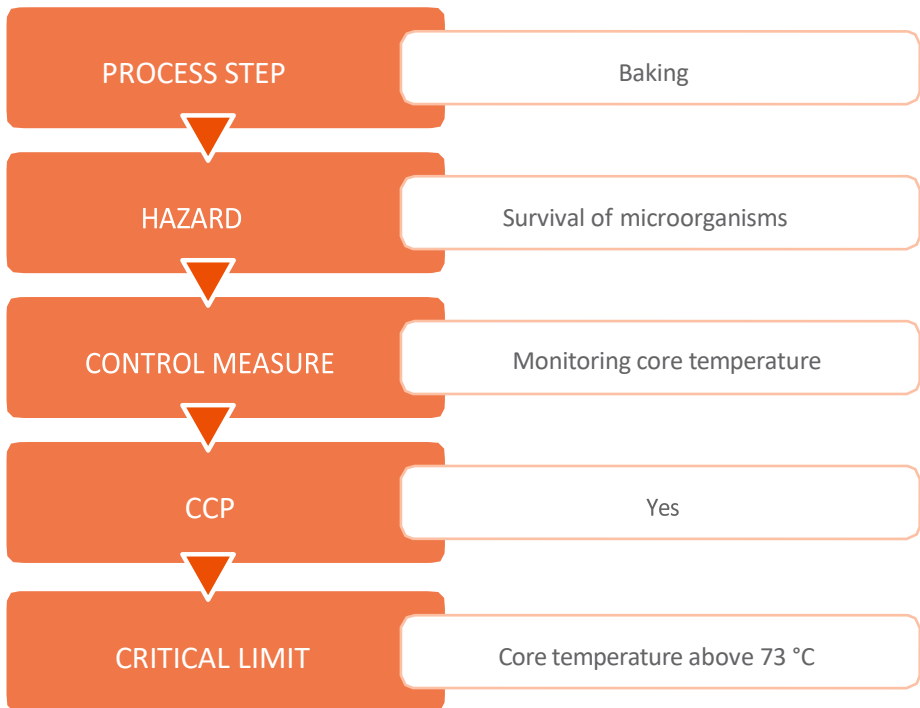 PROCESS STEP
Baking
HAZARD
Survival of microorganisms
CONTROL MEASURE
Monitoring core temperature
CCP
Yes
CRITICAL LIMIT
Core temperature above 73 °C